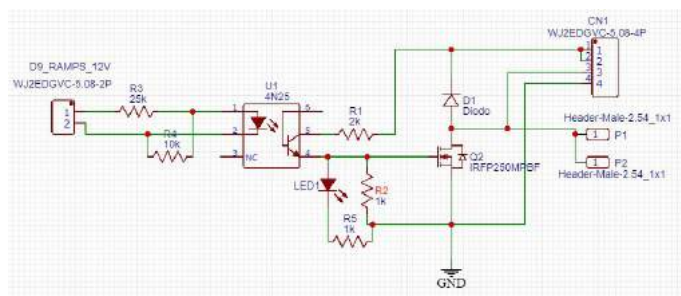 CN1
WJ2EDGVC-5.08-4P
1
2
3
4
D9_RAMPS_12V
WJ2EDGVC-5.08-2P
1
2
R3
25k
R4
10k
U1
4N25
1
2
3
NC
6
5
4
R1
2k
D1
Diodo
Header-Male-2.54_1x1
1
P1
1
P2
Header-Male-2.54_1x1
Q2
IRFP250MPBF
LED1
R2
1k
R5
1k
GND